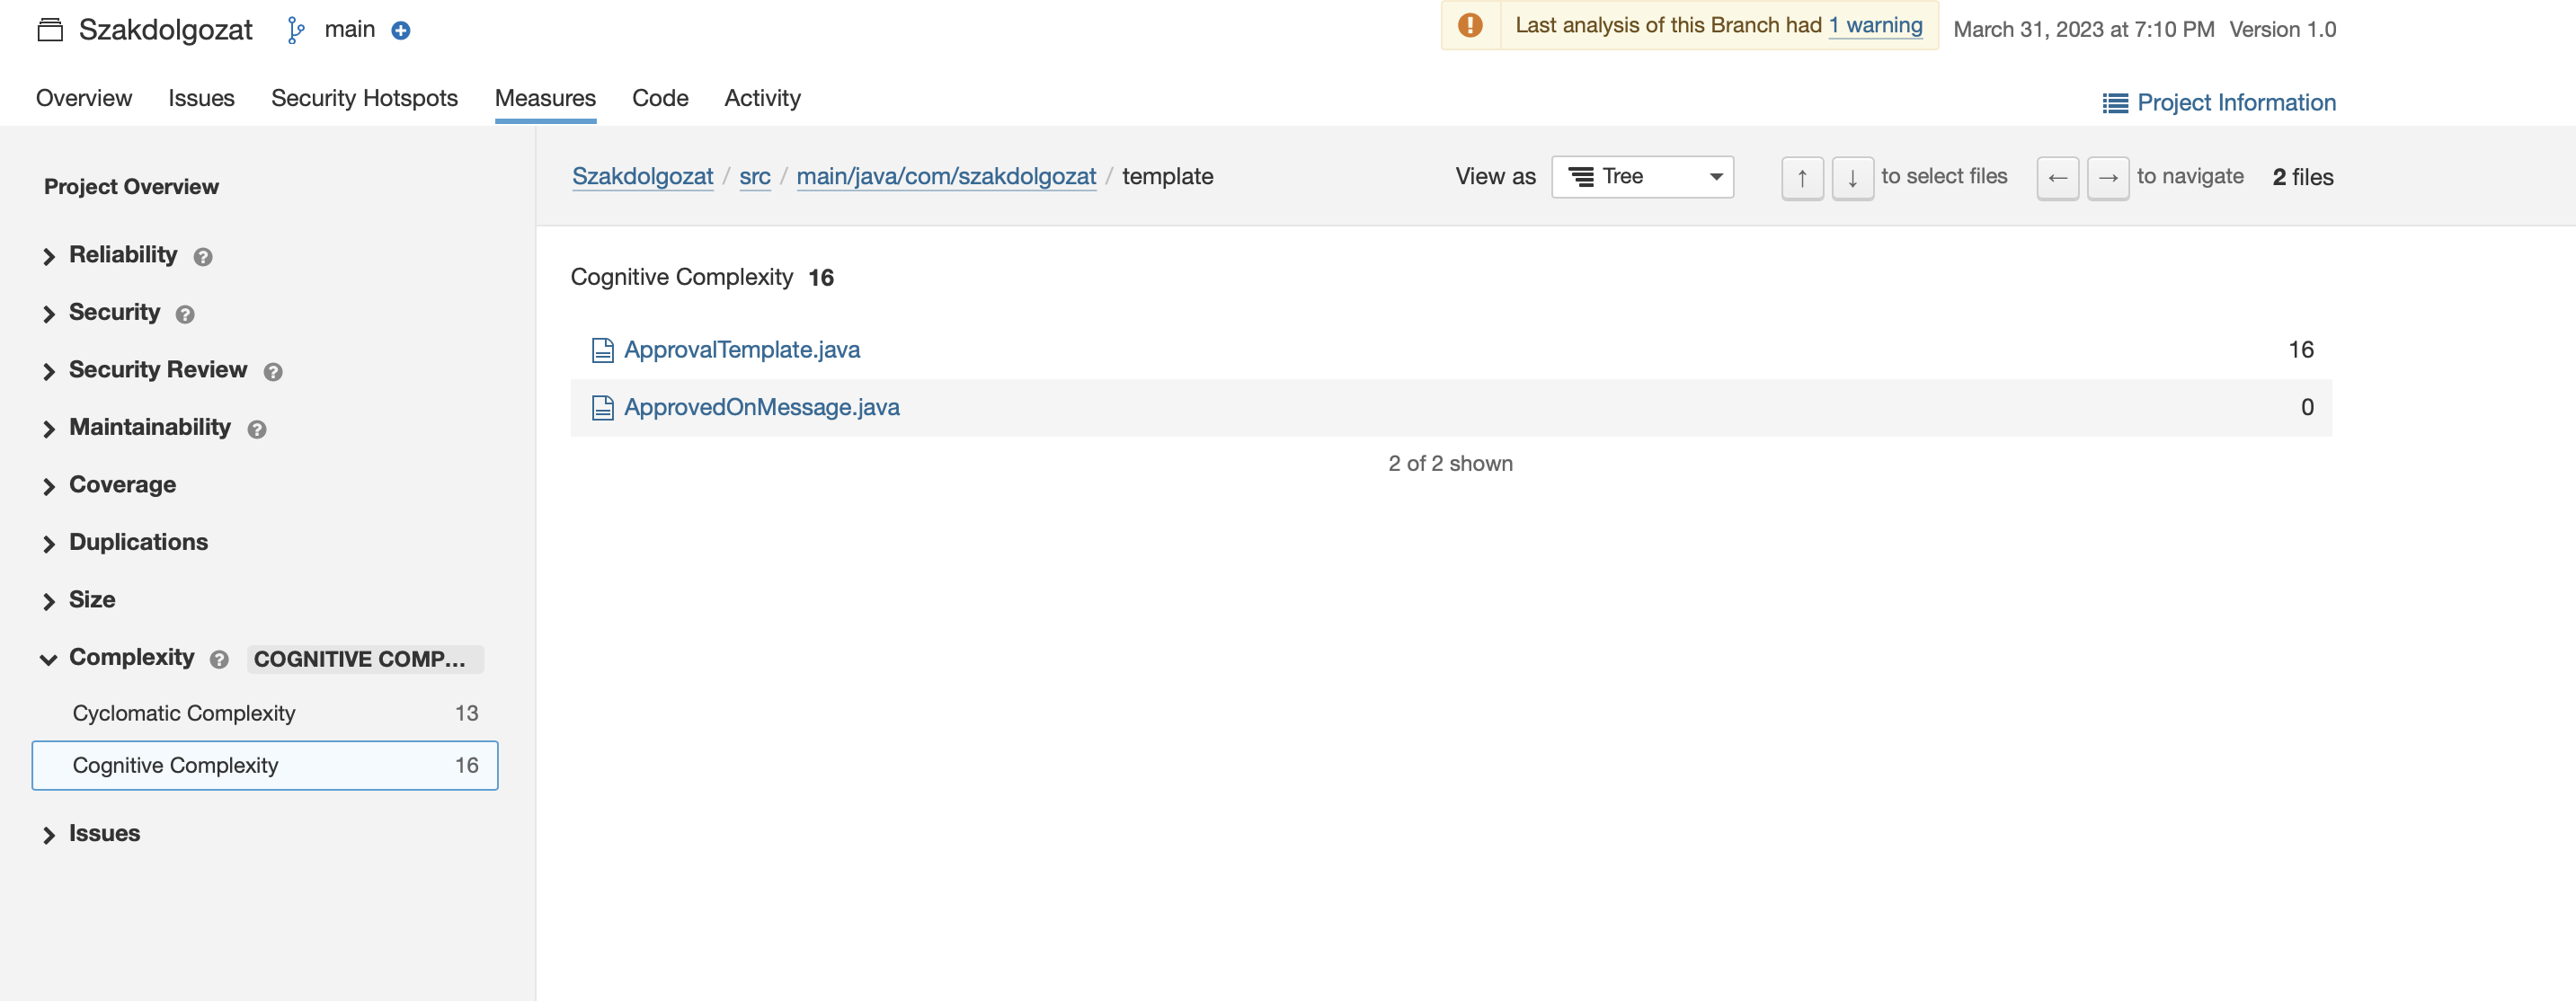 Szakdolgozat main
Last analysis of this Branch had 1 warning March 31, 2023 at 7:10 PM Version 1.0
Overview Issues Security Hotspots Measures Code Activity
Project Information
Project Overview
Reliability ?
Security ?
Security Review ?
Maintainability ?
Coverage
Duplications
Size
Complexity ? COGNITIVE COMP...
Cyclomatic Complexity 13
Cognitive Complexity 16
Issues
Szakdolgozat / src / main/java/com/szakdolgozat / template
View as Tree ↑ ↓ to select files ← → to navigate 2 files
Cognitive Complexity 16
ApprovalTemplate.java 16
ApprovedOnMessage.java 0
2 of 2 shown